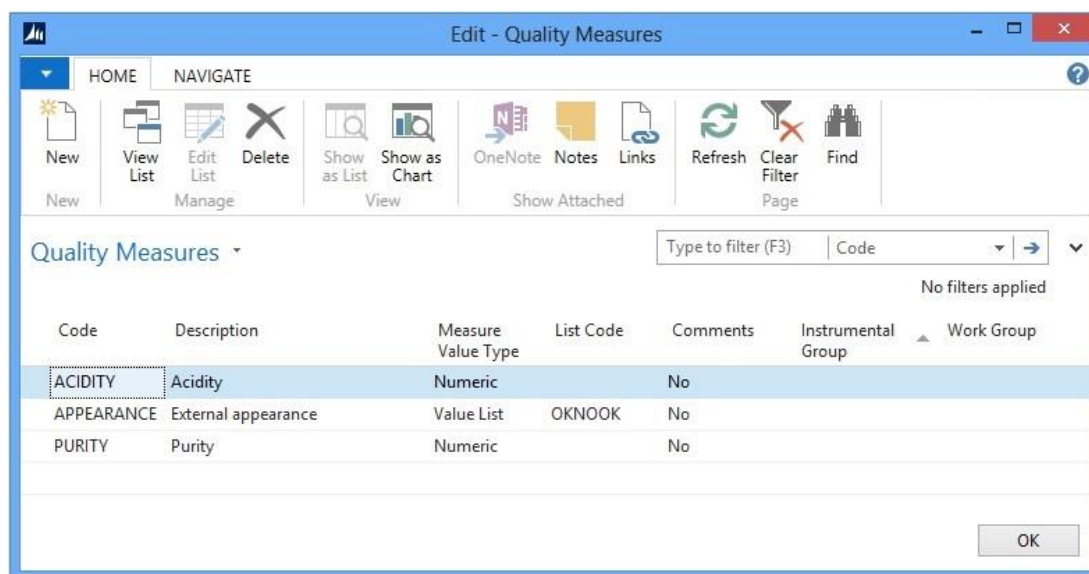 Edit - Quality Measures
HOME NAVIGATE
New View List Edit List Delete Show as List Show as Chart OneNote Notes Links Refresh Clear Filter Find
New Manage View Show Attached Page
Quality Measures
Type to filter (F3) Code
No filters applied
Code Description Measure Value Type List Code Comments Instrumental Group Work Group
ACIDITY Acidity Numeric No
APPEARANCE External appearance Value List OKNOOK No
PURITY Purity Numeric No
OK